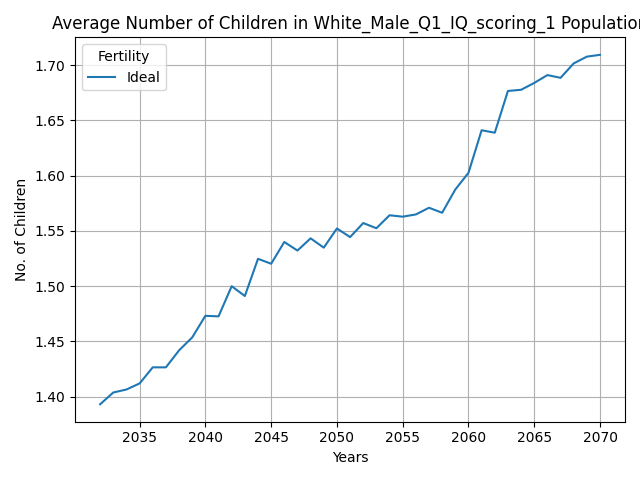 Average Number of Children in White_Male_Q1_IQ_scoring_1 Population
Fertility
Ideal
No. of Children
1.70
1.65
1.60
1.55
1.50
1.45
1.40
2035 2040 2045 2050 2055 2060 2065 2070
Years